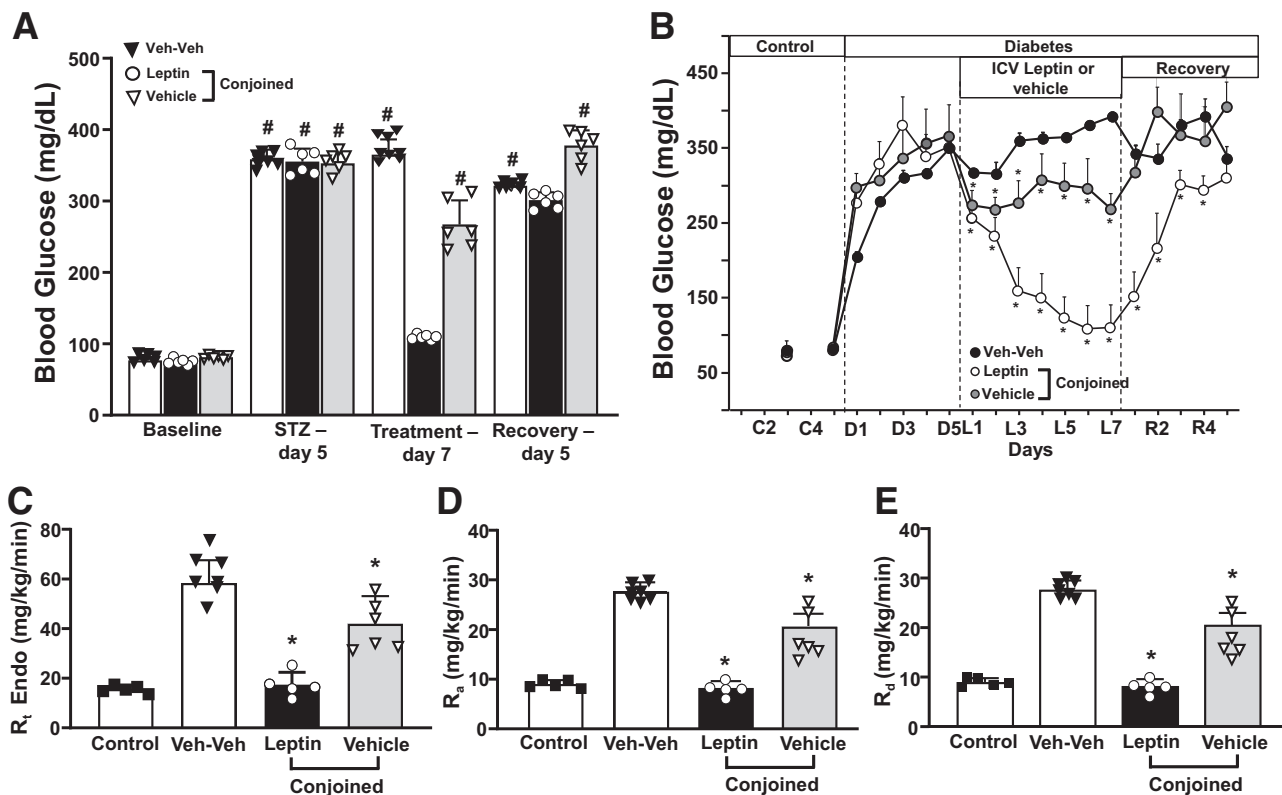 A
Veh-Veh
Leptin
Vehicle
Conjoined
Blood Glucose (mg/dL)
500
400
300
200
100
0
# # # # # # #
Baseline
STZ –
day 5
Treatment –
day 7
Recovery –
day 5
B
Control
Diabetes
ICV Leptin or
vehicle
Recovery
Blood Glucose (mg/dL)
450
350
250
150
50
* * * * * * * * * * * * * * * * * * *
Veh-Veh
Leptin
Vehicle
Conjoined
C2 C4 D1 D3 D5 L1 L3 L5 L7 R2 R4
Days
C
Rt Endo (mg/kg/min)
80
60
40
20
0
* *
Control Veh-Veh Leptin Vehicle
Conjoined
D
Ra (mg/kg/min)
40
30
20
10
0
* *
Control Veh-Veh Leptin Vehicle
Conjoined
E
Rd (mg/kg/min)
40
30
20
10
0
* *
Control Veh-Veh Leptin Vehicle
Conjoined